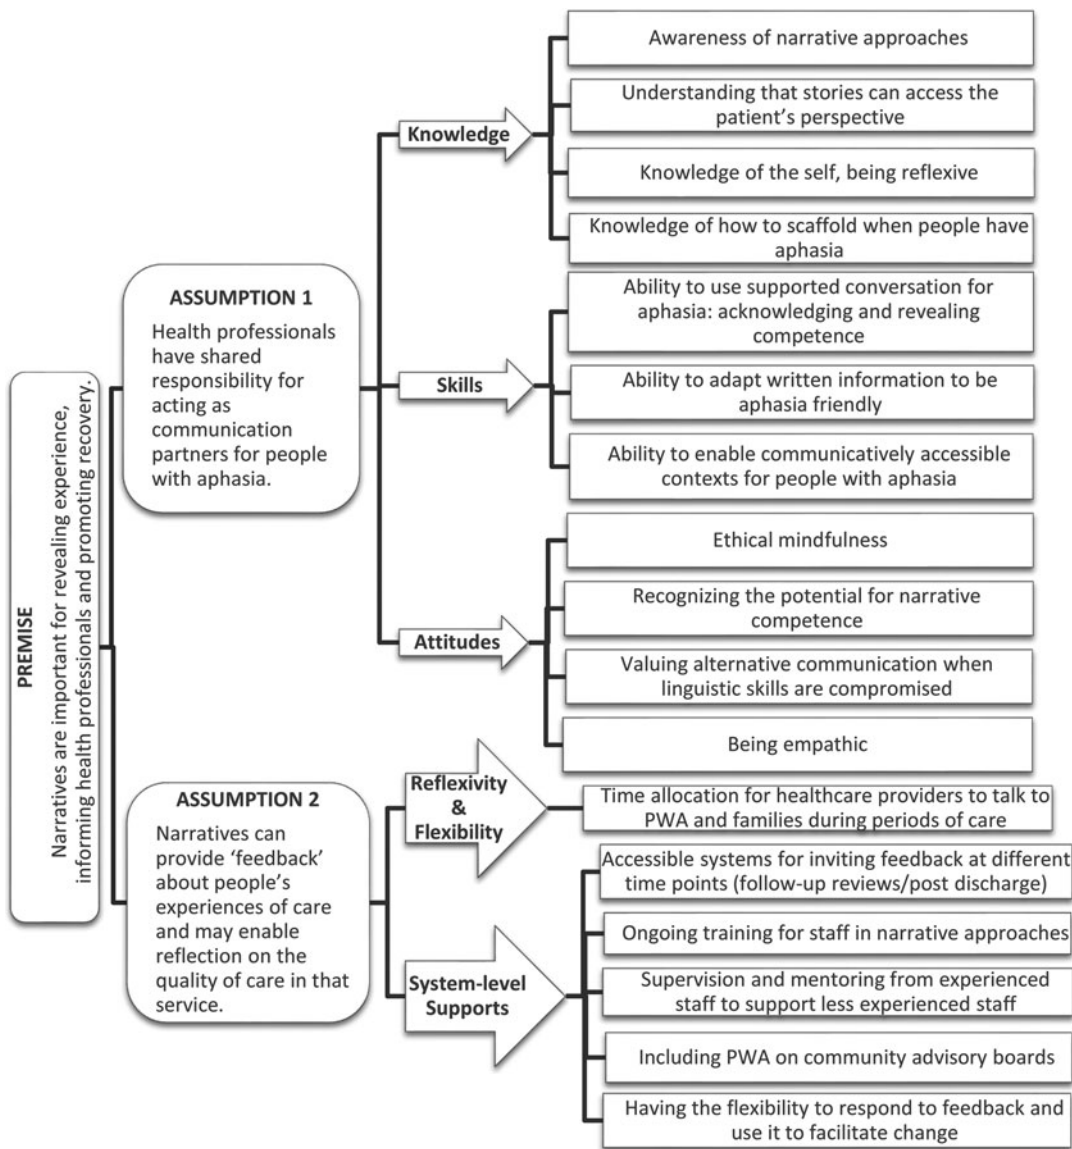 PREMISE
Narratives are important for revealing experience,
informing health professionals and promoting recovery.
ASSUMPTION 1
Health professionals
have shared
responsibility for
acting as
communication
partners for people
with aphasia.
Knowledge
Awareness of narrative approaches
Understanding that stories can access the
patient's perspective
Knowledge of the self, being reflexive
Knowledge of how to scaffold when people have
aphasia
Skills
Ability to use supported conversation for
aphasia: acknowledging and revealing
competence
Ability to adapt written information to be
aphasia friendly
Ability to enable communicatively accessible
contexts for people with aphasia
Attitudes
Ethical mindfulness
Recognizing the potential for narrative
competence
Valuing alternative communication when
linguistic skills are compromised
Being empathic
ASSUMPTION 2
Narratives can
provide 'feedback'
about people's
experiences of care
and may enable
reflection on the
quality of care in that
service.
Reflexivity
&
Flexibility
Time allocation for healthcare providers to talk to
PWA and families during periods of care
System-level
Supports
Accessible systems for inviting feedback at different
time points (follow-up reviews/post discharge)
Ongoing training for staff in narrative approaches
Supervision and mentoring from experienced
staff to support less experienced staff
Including PWA on community advisory boards
Having the flexibility to respond to feedback and
use it to facilitate change